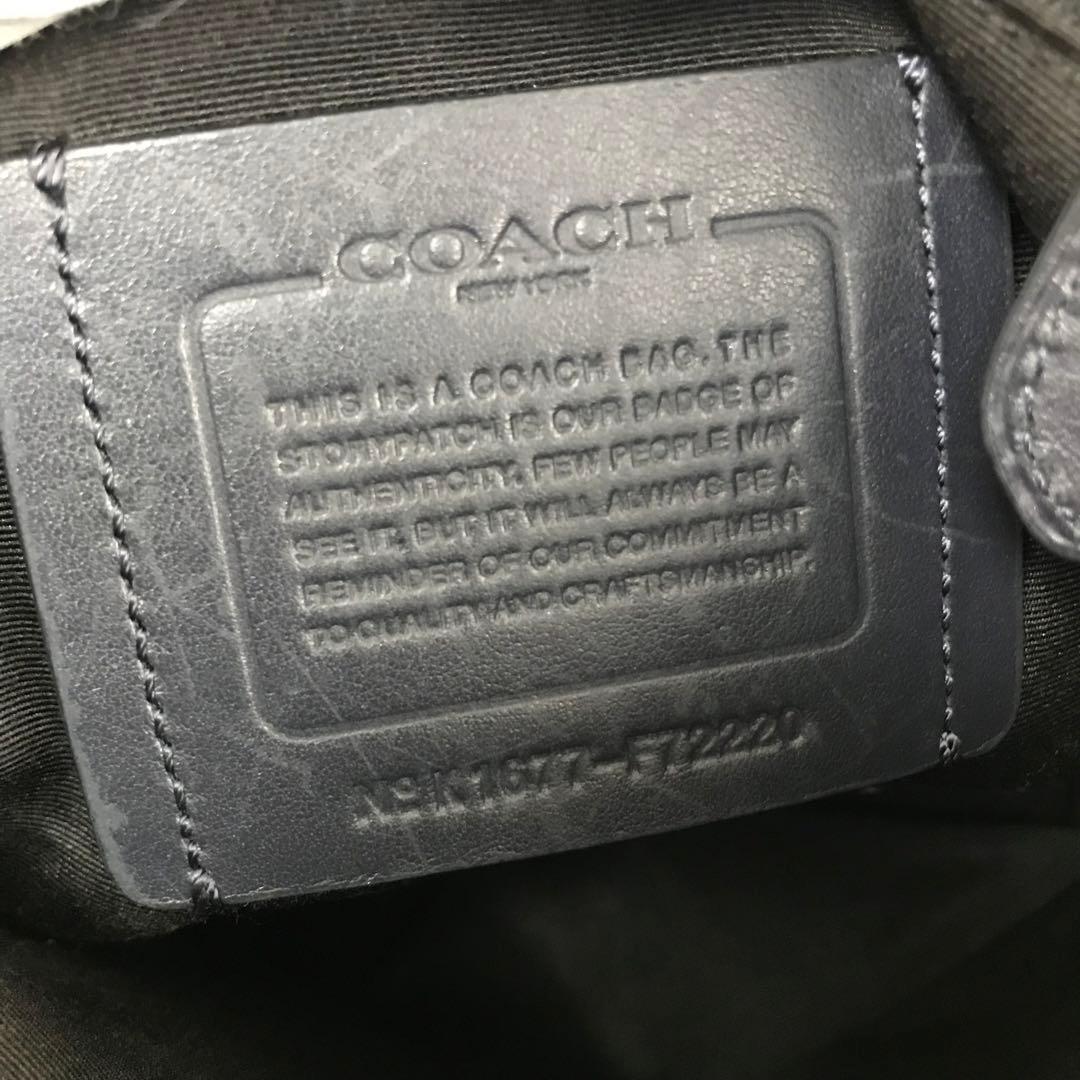 COACH
NEW YORK
THIS IS A COACH BAG. THE
STORYPATCH IS OUR BADGE OF
AUTHENTICITY. FEW PEOPLE MAY
SEE IT, BUT IT WILL ALWAYS BE A
REMINDER OF OUR COMMITMENT
TO QUALITY AND CRAFTSMANSHIP.
No K1677-F72220